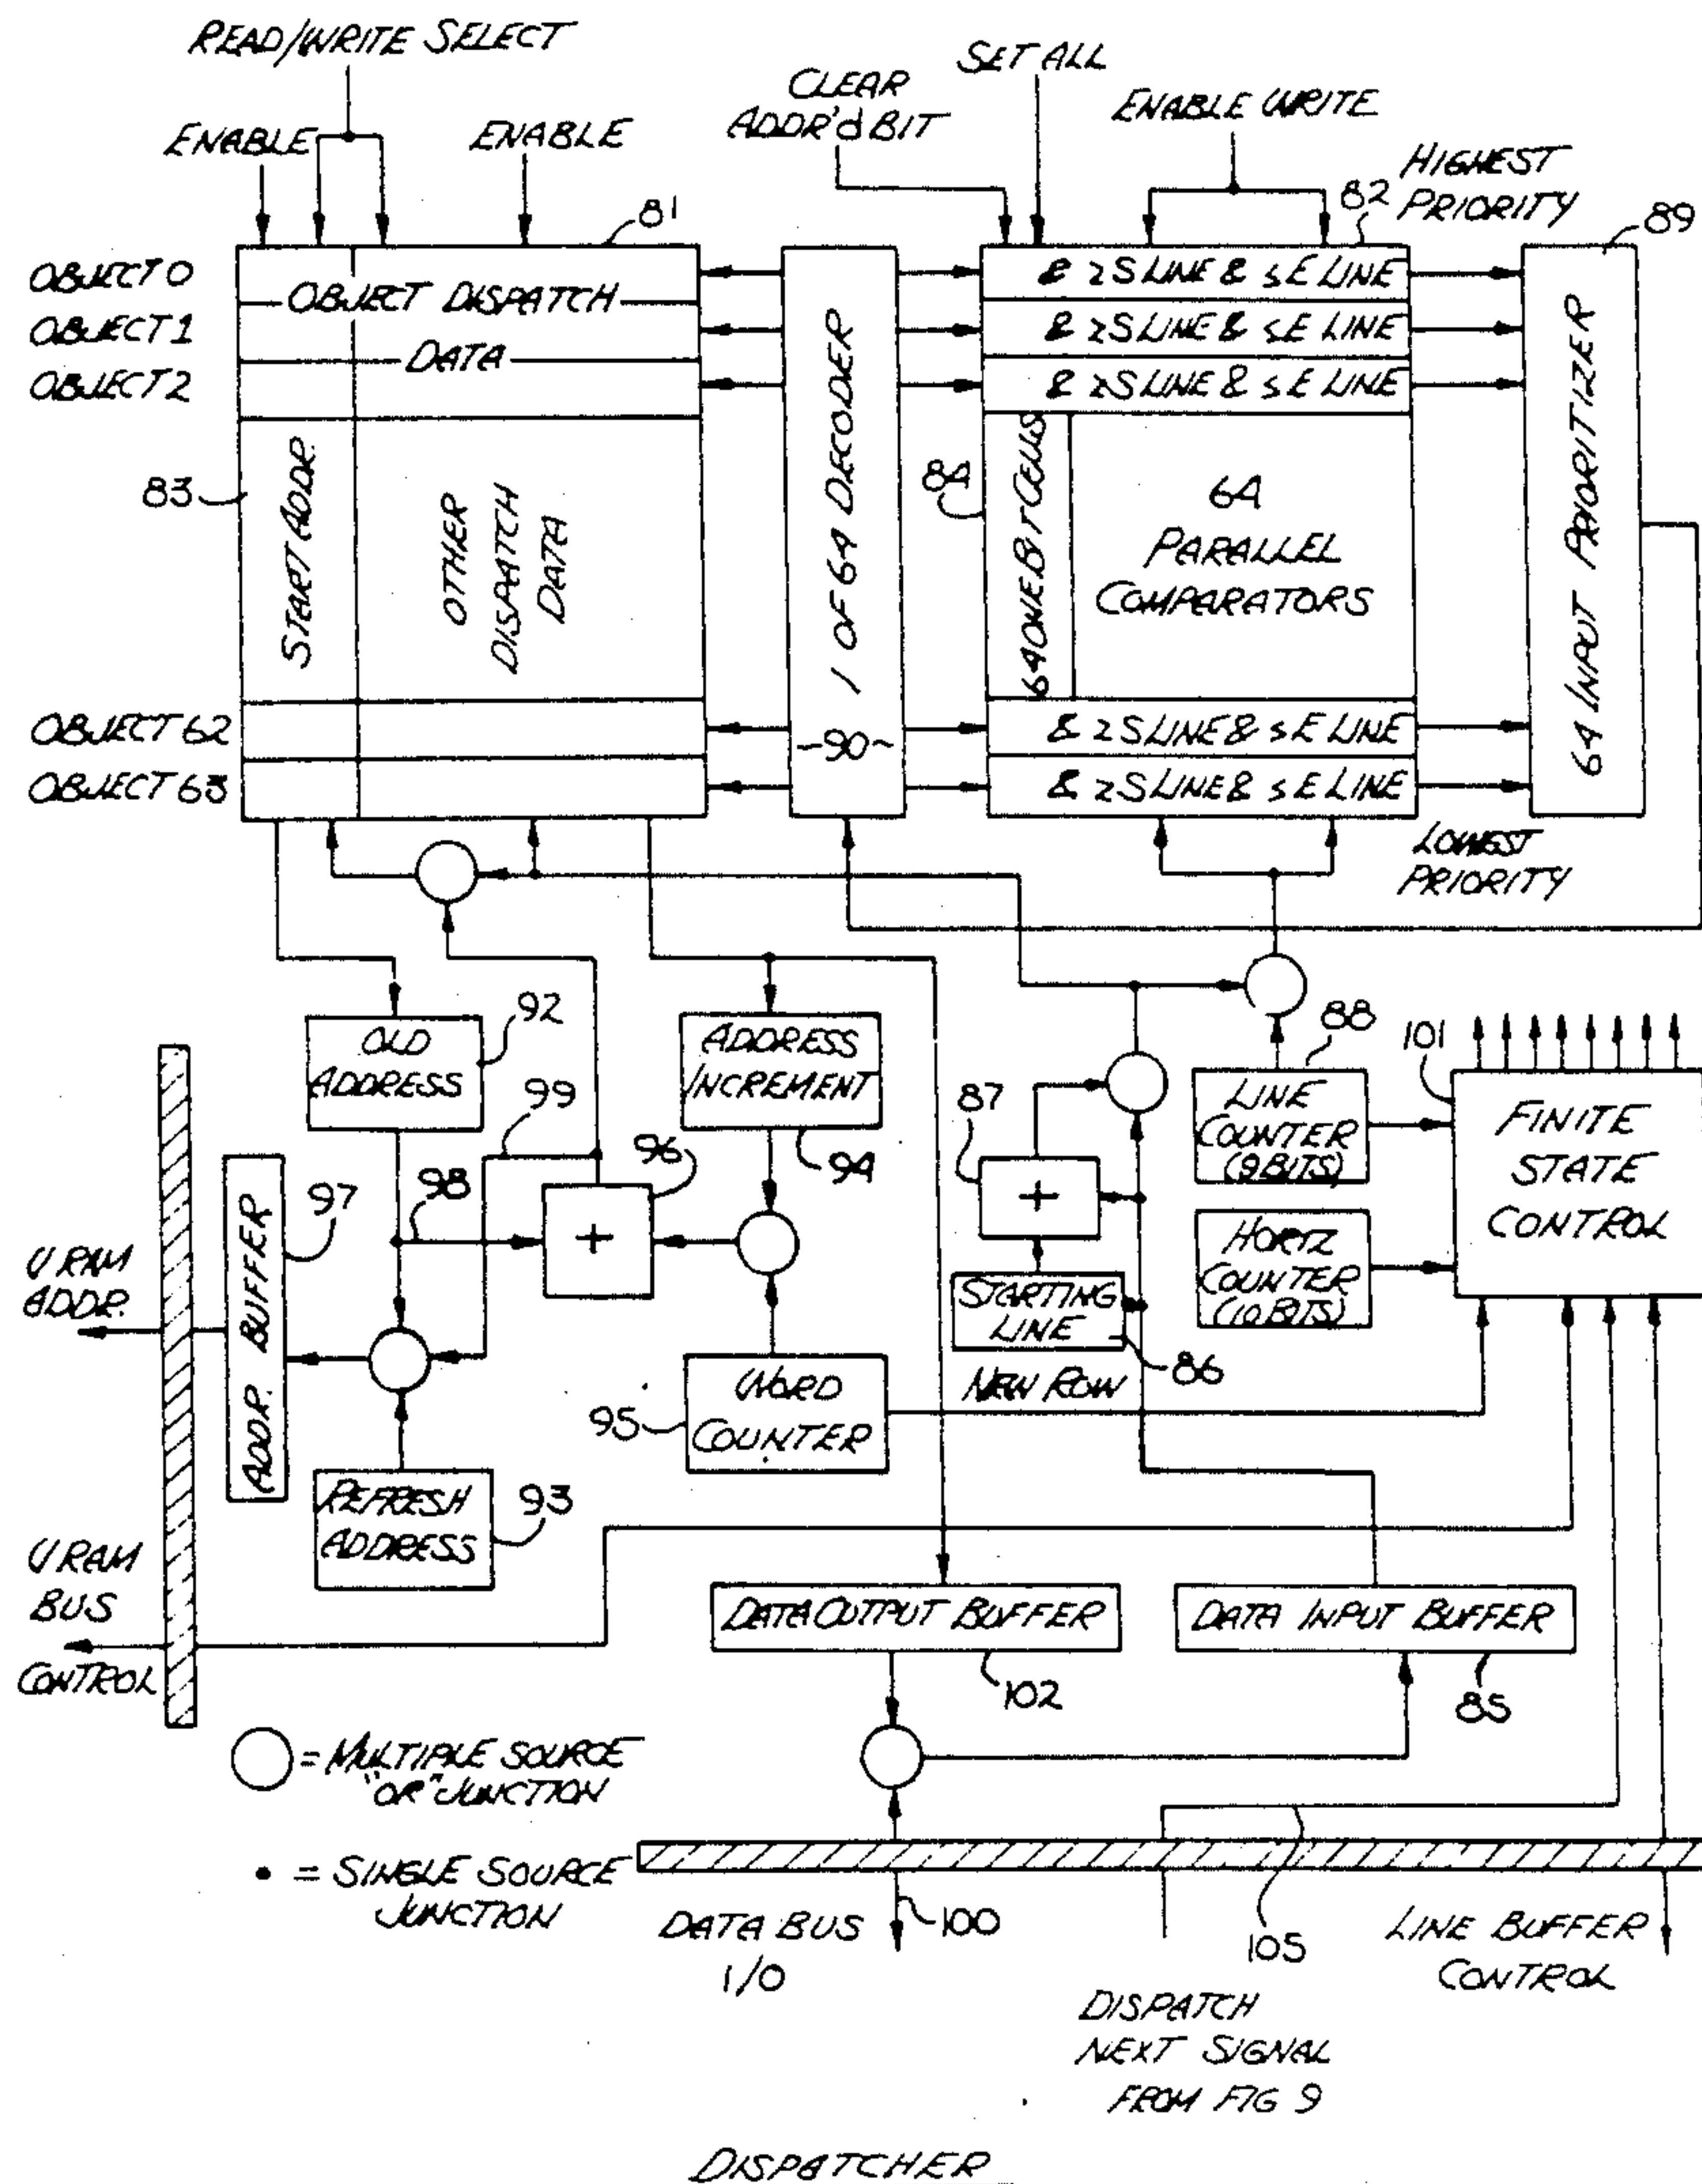 READ/WRITE SELECT
SET ALL
CLEAR
ADDR'd BIT
ENABLE WRITE
ENABLE
ENABLE
HIGHEST
PRIORITY
81
82
89
OBJECT 0
OBJECT 1
OBJECT 2
OBJECT DISPATCH
DATA
& ≥S LINE & ≤E LINE
& ≥S LINE & ≤E LINE
& ≥S LINE & ≤E LINE
83
START ADDR.
OTHER
DISPATCH
DATA
1 OF 64 DECODER
-90-
84
64 ONE BIT CELLS
64
PARALLEL
COMPARATORS
64 INPUT PRIORITIZER
OBJECT 62
OBJECT 63
& ≥S LINE & ≤E LINE
& ≥S LINE & ≤E LINE
LOWEST
PRIORITY
92
OLD
ADDRESS
ADDRESS
INCREMENT
94
99
96
98
+
87
+
88
LINE
COUNTER
(9 BITS)
101
FINITE
STATE
CONTROL
HORIZ
COUNTER
(10 BITS)
97
ADDR. BUFFER
VRAM
ADDR.
STARTING
LINE
86
NEW ROW
95
WORD
COUNTER
REFRESH
ADDRESS
93
VRAM
BUS
CONTROL
DATA OUTPUT BUFFER
102
DATA INPUT BUFFER
85
= MULTIPLE SOURCE
"OR" JUNCTION
• = SINGLE SOURCE
JUNCTION
DATA BUS
I/O
100
105
LINE BUFFER
CONTROL
DISPATCH
NEXT SIGNAL
FROM FIG 9
DISPATCHER